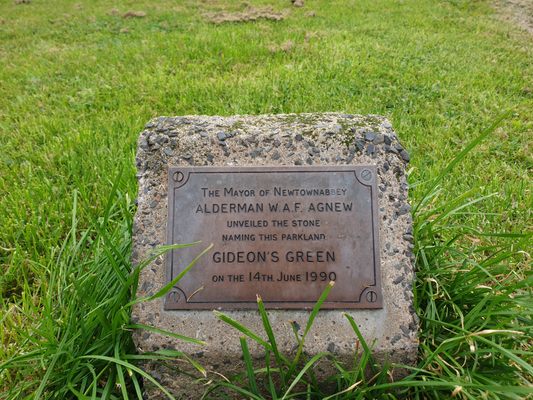 The Mayor of Newtownabbey
ALDERMAN W.A.F. AGNEW
UNVEILED THE STONE
NAMING THIS PARKLAND
GIDEON'S GREEN
ON THE 14TH JUNE 1990